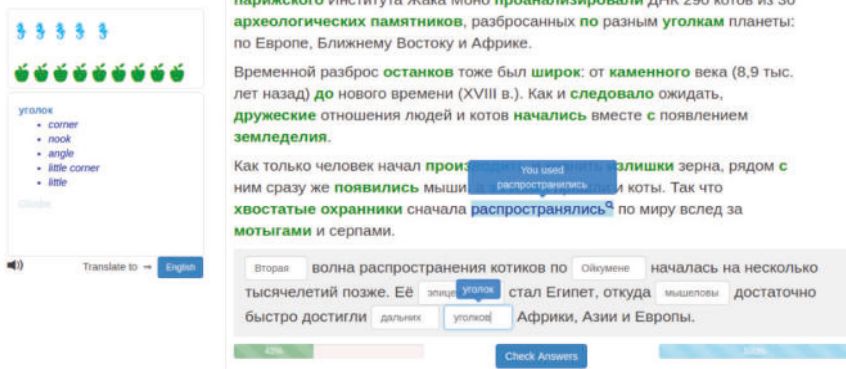 уголок
corner
nook
angle
little corner
little
Translate to → English
парижского Института Жака Моно проанализировали ДНК 290 котов из 30
археологических памятников, разбросанных по разным уголкам планеты:
по Европе, Ближнему Востоку и Африке.
Временной разброс останков тоже был широк: от каменного века (8,9 тыс.
лет назад) до нового времени (XVIII в.). Как и следовало ожидать,
дружеские отношения людей и котов начались вместе с появлением
земледелия.
Как только человек начал излишки зерна, рядом с
You used
распространились
ним сразу же появились мыши, и коты. Так что
хвостатые охранники сначала распространялись по миру вслед за
мотыгами и серпами.
Вторая волна распространения котиков по Ойкумене началась на несколько
тысячелетий позже. Её уголок стал Египет, откуда мышеловы достаточно
быстро достигли дальних уголков Африки, Азии и Европы.
Check Answers
100%